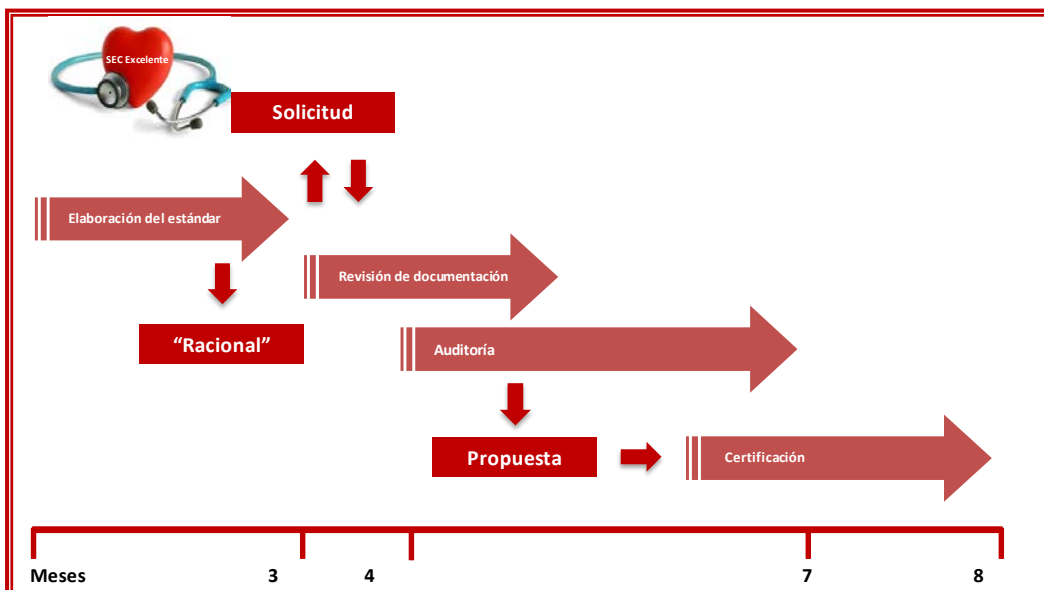 SEC Excelente
Solicitud
Elaboración del estándar
Revisión de documentación
“Racional”
Auditoría
Propuesta
Certificación
Meses 3 4 7 8